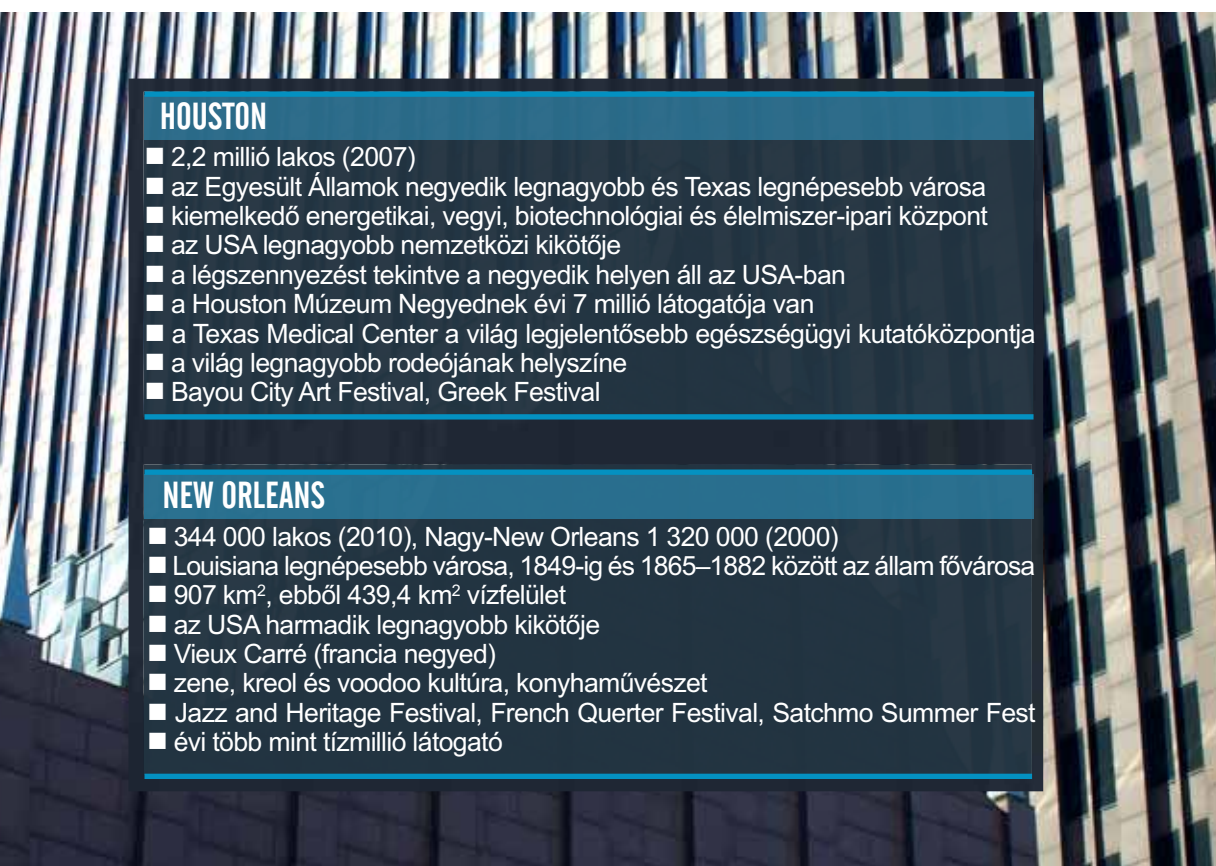 HOUSTON
■ 2,2 millió lakos (2007)
■ az Egyesült Államok negyedik legnagyobb és Texas legnépesebb városa
■ kiemelkedő energetikai, vegyi, biotechnológiai és élelmiszer-ipari központ
■ az USA legnagyobb nemzetközi kikötője
■ a légszennyezést tekintve a negyedik helyen áll az USA-ban
■ a Houston Múzeum Negyednek évi 7 millió látogatója van
■ a Texas Medical Center a világ legjelentősebb egészségügyi kutatóközpontja
■ a világ legnagyobb rodeójának helyszíne
■ Bayou City Art Festival, Greek Festival
NEW ORLEANS
■ 344 000 lakos (2010), Nagy-New Orleans 1 320 000 (2000)
■ Louisiana legnépesebb városa, 1849-ig és 1865–1882 között az állam fővárosa
■ 907 km², ebből 439,4 km² vízfelület
■ az USA harmadik legnagyobb kikötője
■ Vieux Carré (francia negyed)
■ zene, kreol és voodoo kultúra, konyhaművészet
■ Jazz and Heritage Festival, French Querter Festival, Satchmo Summer Fest
■ évi több mint tízmillió látogató